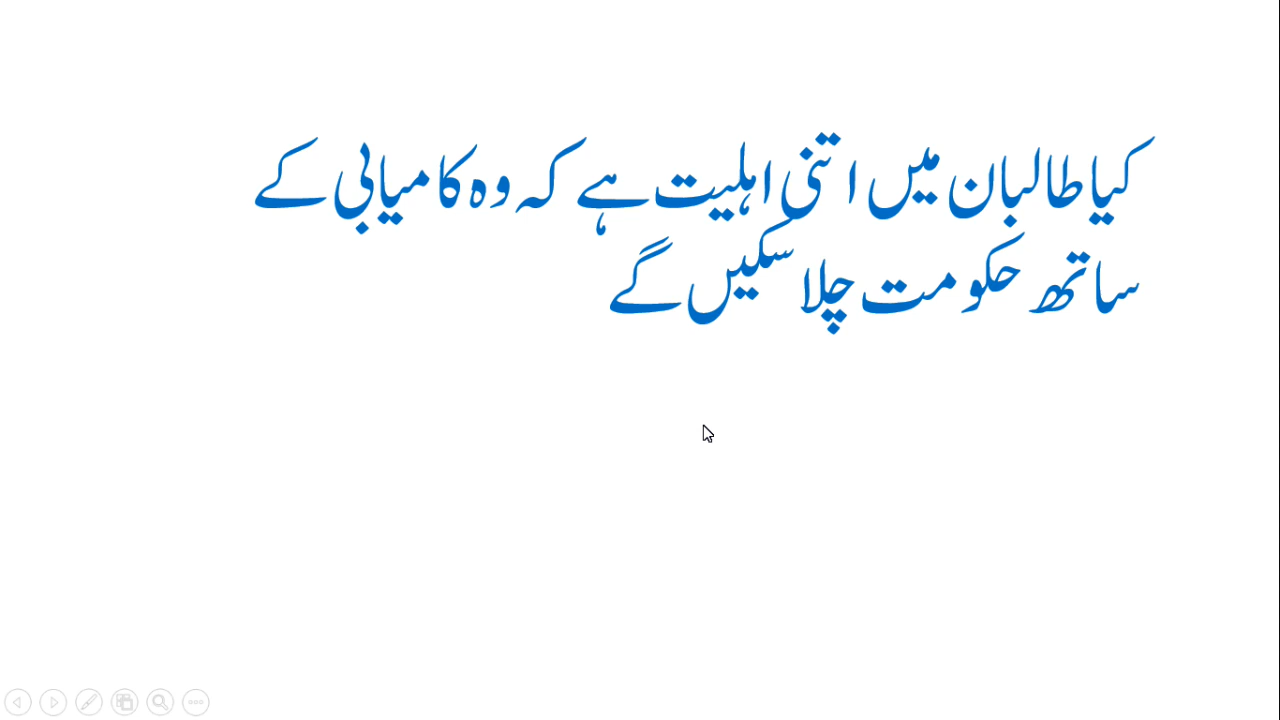 کیا طالبان میں اتنی اہلیت ہے کہ وہ کامیابی کے
ساتھ حکومت چلا سکیں گے